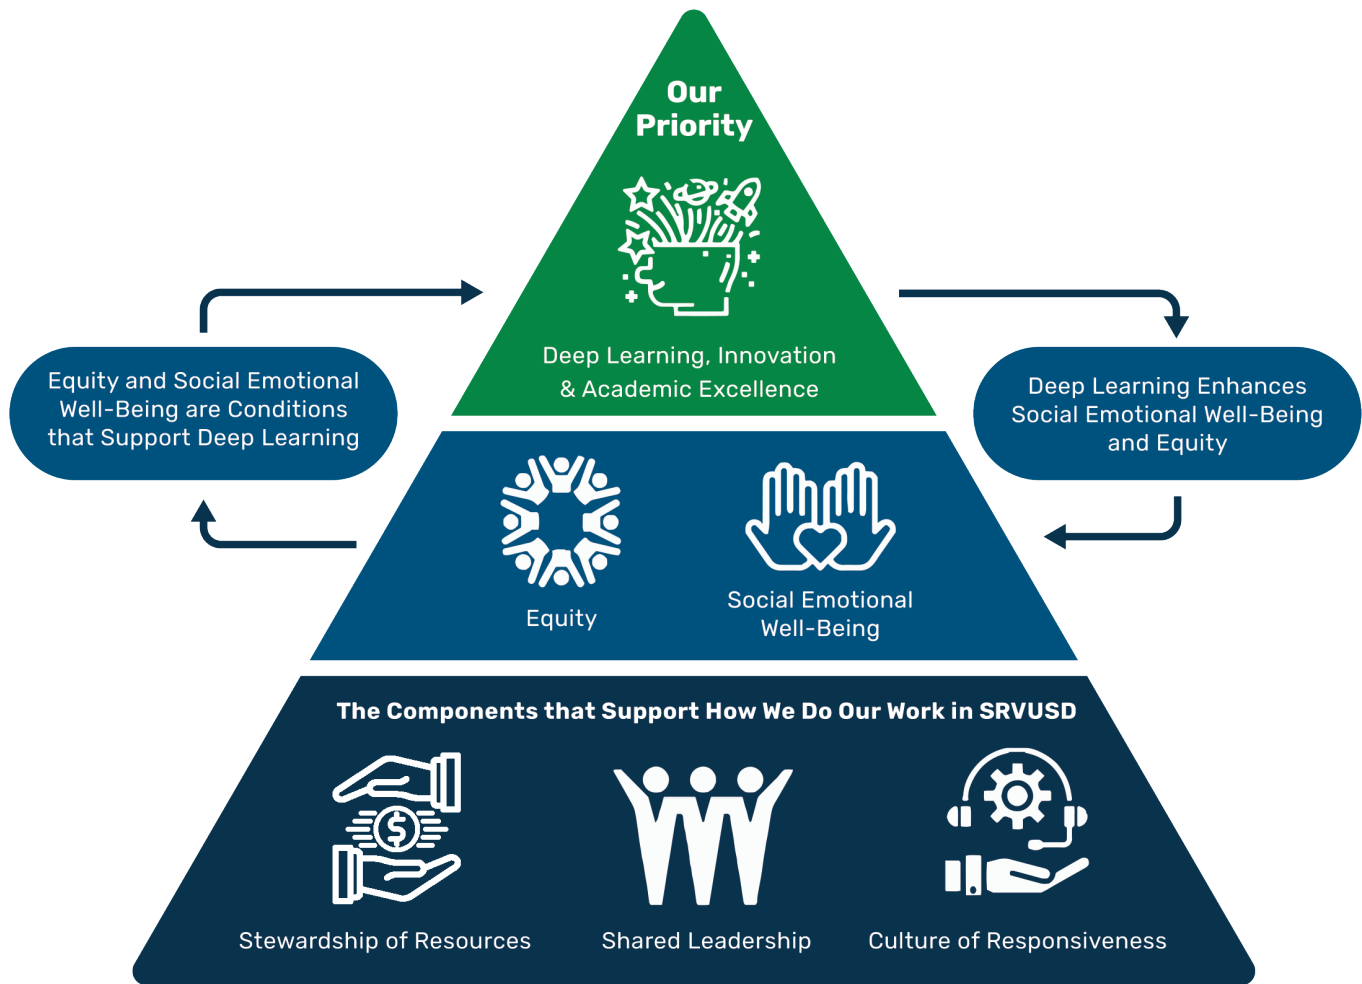 Our
Priority
Deep Learning, Innovation
& Academic Excellence
Equity and Social Emotional
Well-Being are Conditions
that Support Deep Learning
Deep Learning Enhances
Social Emotional Well-Being
and Equity
Equity
Social Emotional
Well-Being
The Components that Support How We Do Our Work in SRVUSD
$
Stewardship of Resources
Shared Leadership
Culture of Responsiveness